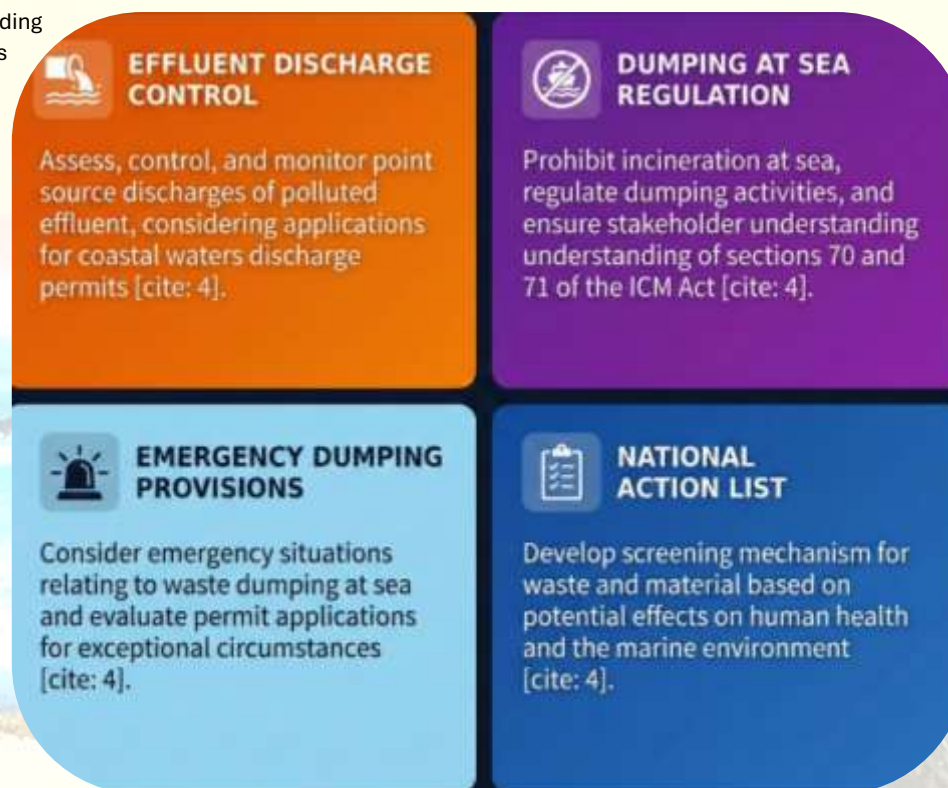 ding
s
EFFLUENT DISCHARGE
CONTROL
Assess, control, and monitor point
source discharges of polluted
effluent, considering applications
for coastal waters discharge
permits [cite: 4].
DUMPING AT SEA
REGULATION
Prohibit incineration at sea,
regulate dumping activities, and
ensure stakeholder understanding
understanding of sections 70 and
71 of the ICM Act [cite: 4].
EMERGENCY DUMPING
PROVISIONS
Consider emergency situations
relating to waste dumping at sea
and evaluate permit applications
for exceptional circumstances
[cite: 4].
NATIONAL
ACTION LIST
Develop screening mechanism for
waste and material based on
potential effects on human health
and the marine environment
[cite: 4].